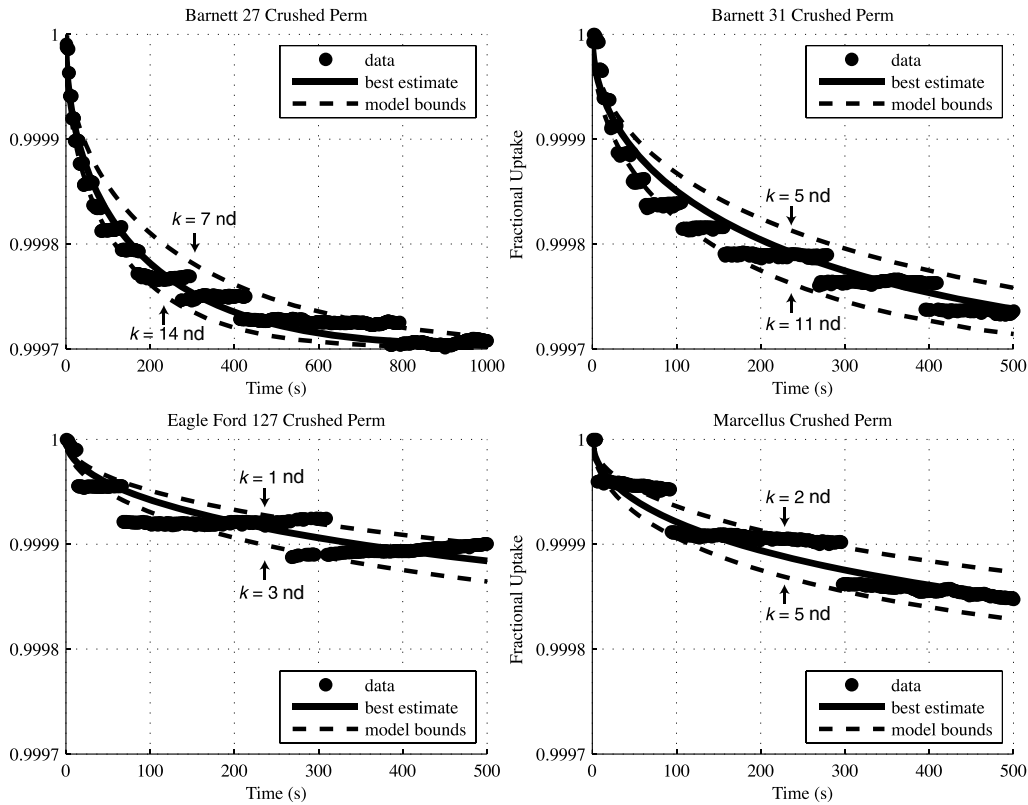 Barnett 27 Crushed Perm
1
0.9999
0.9998
0.9997
data
best estimate
model bounds
k = 7 nd
k = 14 nd
0
200
400
600
800
1000
Time (s)
Barnett 31 Crushed Perm
Fractional Uptake
1
0.9999
0.9998
0.9997
data
best estimate
model bounds
k = 5 nd
k = 11 nd
0
100
200
300
400
500
Time (s)
Eagle Ford 127 Crushed Perm
1
0.9999
0.9998
0.9997
k = 1 nd
k = 3 nd
data
best estimate
model bounds
0
100
200
300
400
500
Time (s)
Marcellus Crushed Perm
Fractional Uptake
1
0.9999
0.9998
0.9997
k = 2 nd
k = 5 nd
data
best estimate
model bounds
0
100
200
300
400
500
Time (s)